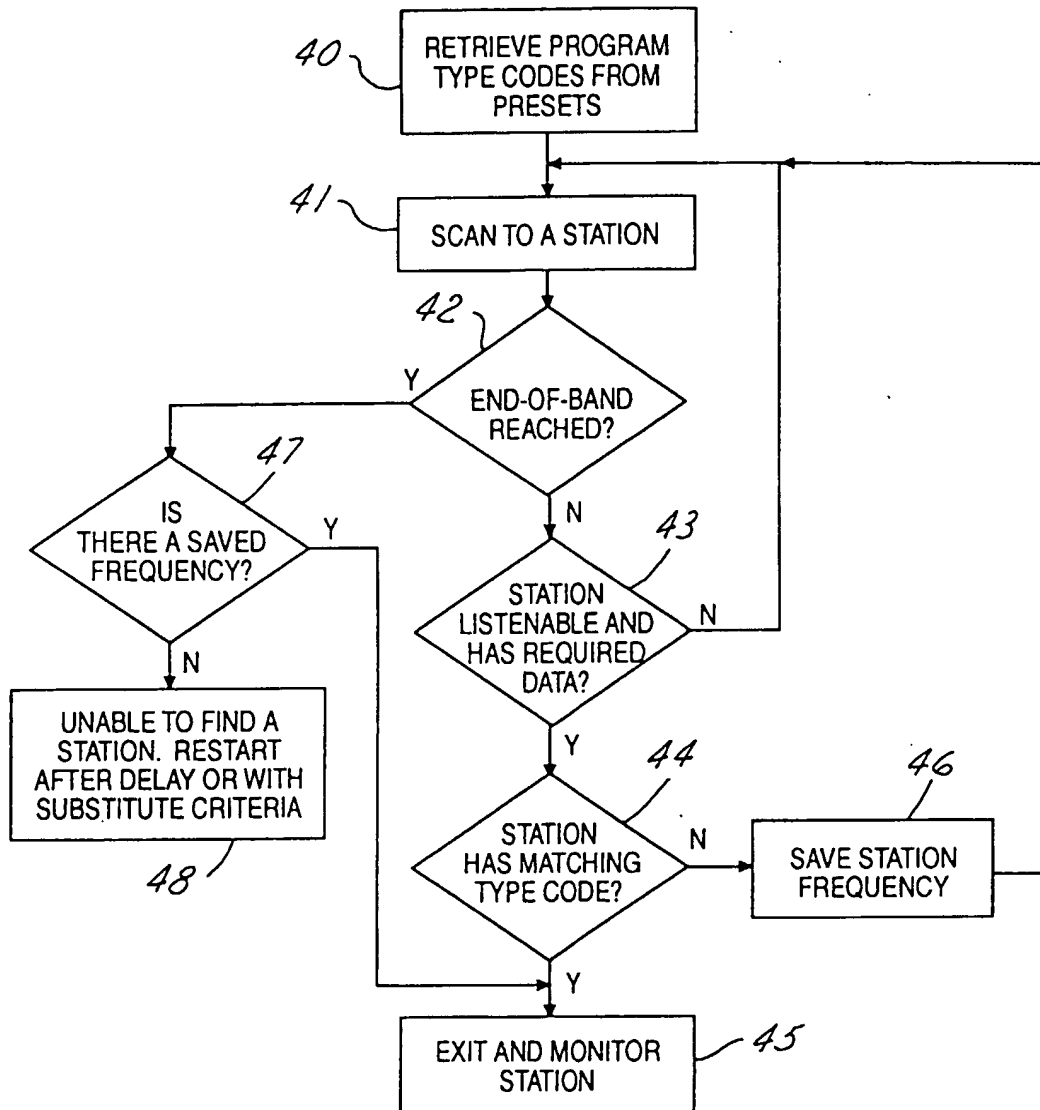 40
RETRIEVE PROGRAM
TYPE CODES FROM
PRESETS
41
SCAN TO A STATION
42
Y
END-OF-BAND
REACHED?
N
47
IS
THERE A SAVED
FREQUENCY?
Y
N
43
STATION
LISTENABLE AND
HAS REQUIRED
DATA?
N
Y
UNABLE TO FIND A
STATION. RESTART
AFTER DELAY OR WITH
SUBSTITUTE CRITERIA
48
44
STATION
HAS MATCHING
TYPE CODE?
N
46
SAVE STATION
FREQUENCY
Y
EXIT AND MONITOR
STATION
45